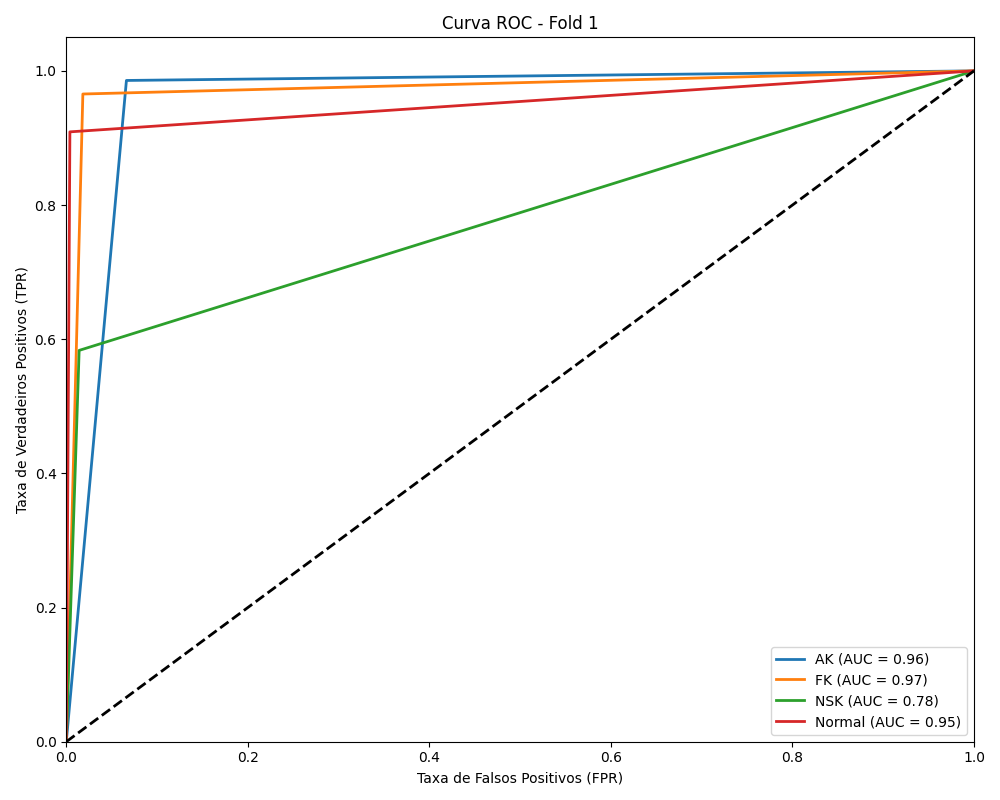 Curva ROC - Fold 1
Taxa de Verdadeiros Positivos (TPR)
1.0
0.8
0.6
0.4
0.2
0.0
0.0 0.2 0.4 0.6 0.8 1.0
Taxa de Falsos Positivos (FPR)
AK (AUC = 0.96)
FK (AUC = 0.97)
NSK (AUC = 0.78)
Normal (AUC = 0.95)